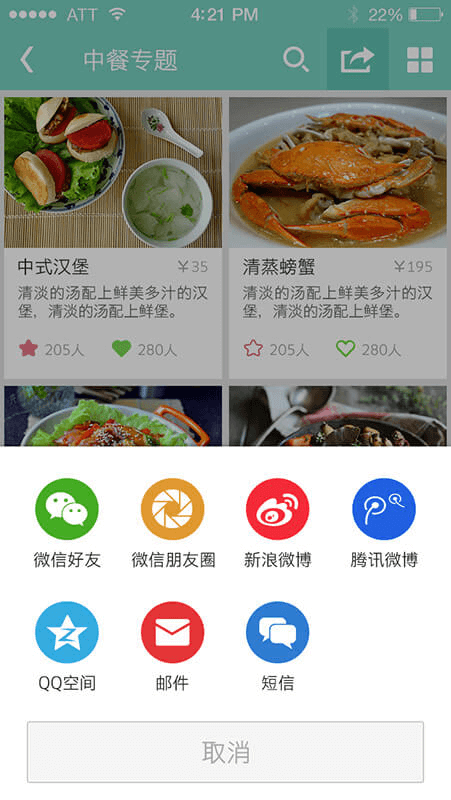 ATT 4:21 PM 22%
中餐专题
中式汉堡 ¥35
清淡的汤配上鲜美多汁的汉
堡，清淡的汤配上鲜堡。
205人 280人
清蒸螃蟹 ¥195
清淡的汤配上鲜美多汁的汉
堡，清淡的汤配上鲜堡。
205人 280人
微信好友 微信朋友圈 新浪微博 腾讯微博
QQ空间 邮件 短信
取消